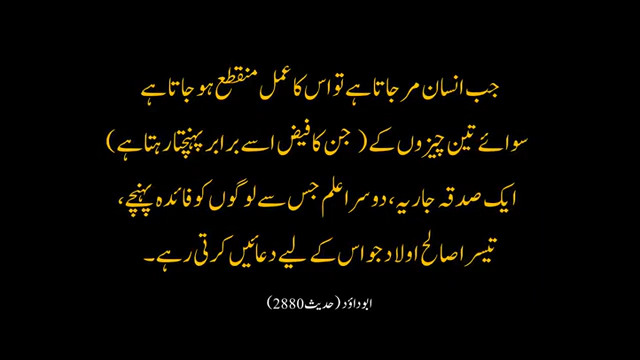 جب انسان مر جاتا ہے تو اس کا عمل منقطع ہو جاتا ہے
سوائے تین چیزوں کے ( جن کا فیض اسے برابر پہنچتا رہتا ہے )
ایک صدقہ جاریہ، دوسرا علم جس سے لوگوں کو فائدہ پہنچے،
تیسرا صالح اولاد جو اس کے لیے دعائیں کرتی رہے۔
ابوداؤد (حدیث 2880)